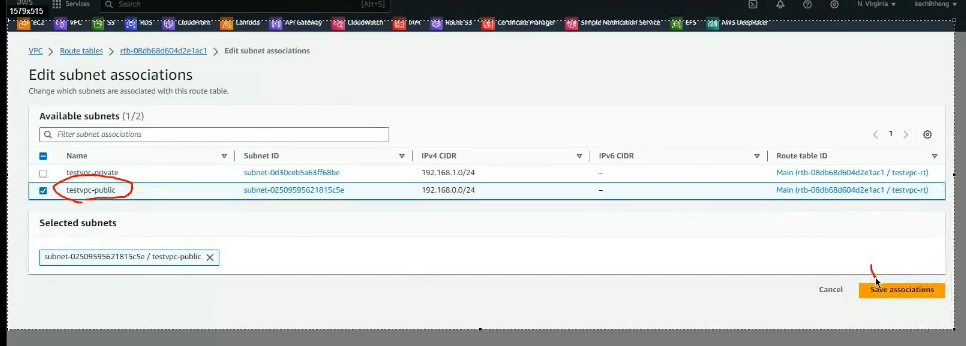 aws Services Search [Alt+S] N. Virginia kechhheng
1579x515
EC2 VPC S3 RDS CloudFront Lambda API Gateway CloudWatch IAM Route 53 Certificate Manager Simple Notification Service EFS AWS DeepRacer
VPC > Route tables > rtb-08db68d604d2e1ac1 > Edit subnet associations
Edit subnet associations
Change which subnets are associated with this route table.
Available subnets (1/2)
Filter subnet associations
1
Name Subnet ID IPv4 CIDR IPv6 CIDR Route table ID
testvpc-private subnet-0d30ceb5a63ff68be 192.168.1.0/24 – Main (rtb-08db68d604d2e1ac1 / testvpc-rt)
testvpc-public subnet-02509595621815c5e 192.168.0.0/24 – Main (rtb-08db68d604d2e1ac1 / testvpc-rt)
Selected subnets
subnet-02509595621815c5e / testvpc-public X
Cancel Save associations